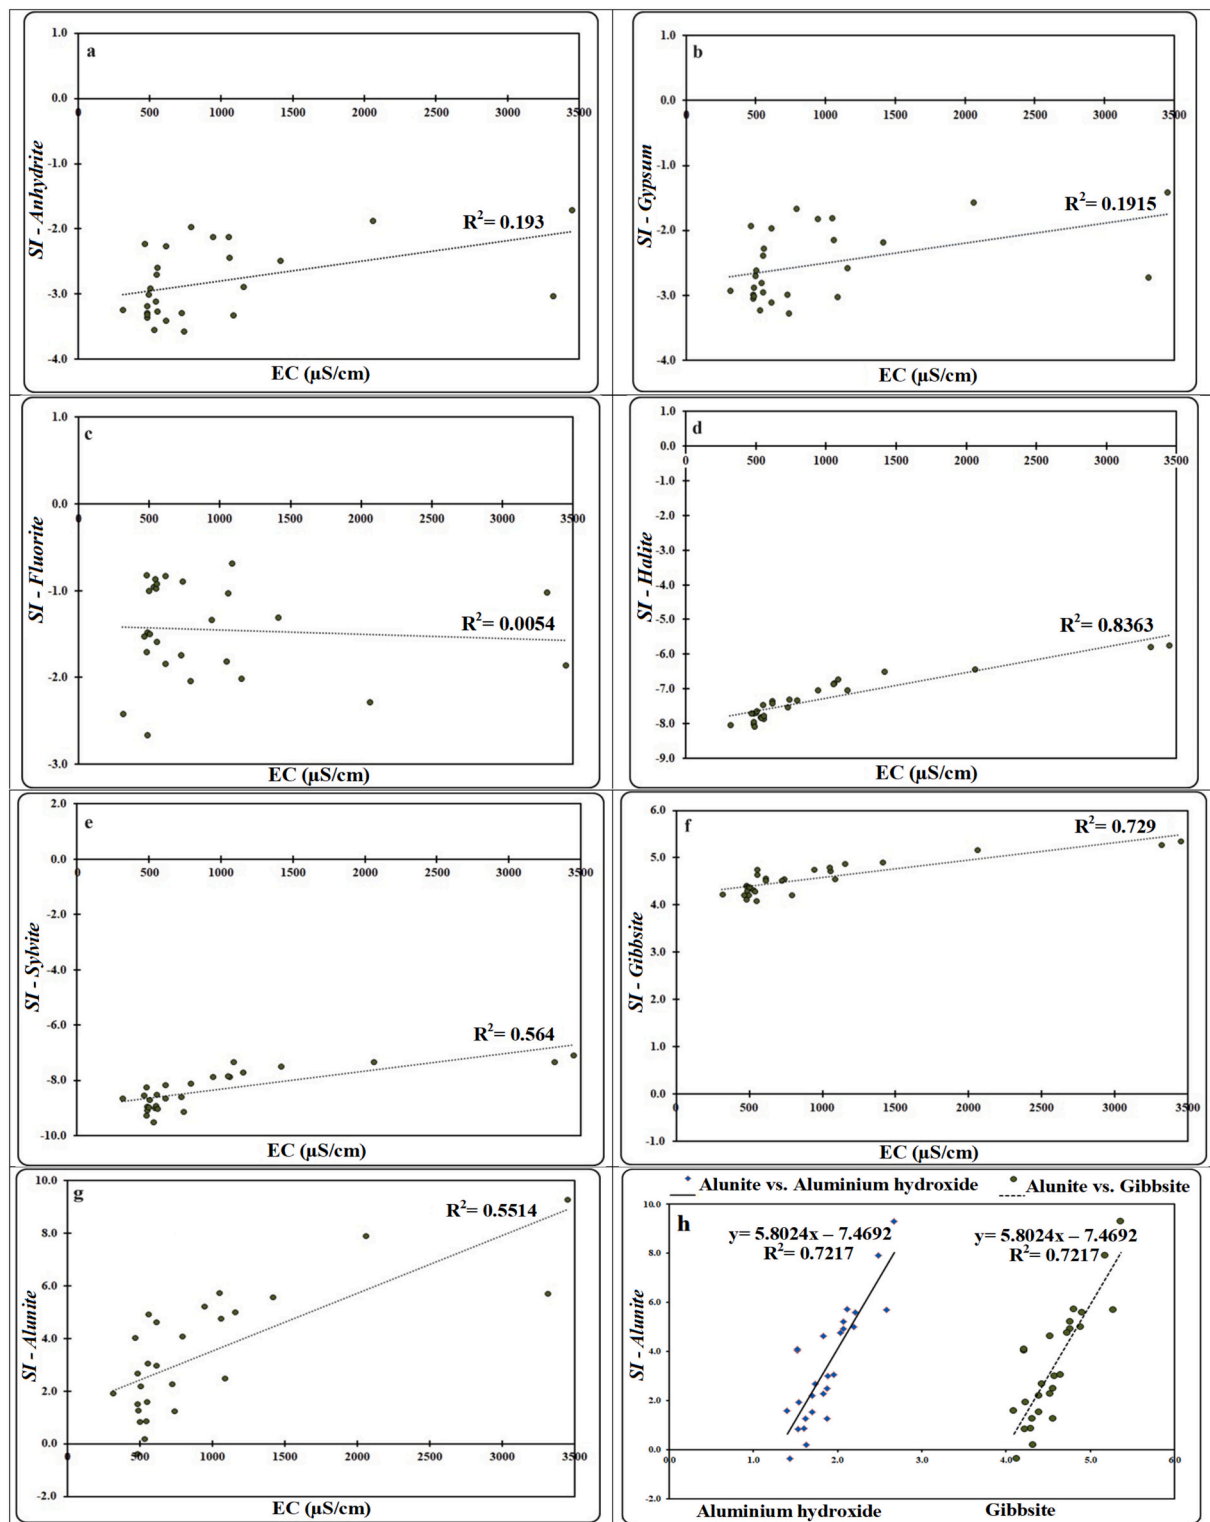 a
1.0
0.0
-1.0
-2.0
-3.0
-4.0
0 500 1000 1500 2000 2500 3000 3500
SI - Anhydrite
R²= 0.193
EC (µS/cm)
b
1.0
0.0
-1.0
-2.0
-3.0
-4.0
0 500 1000 1500 2000 2500 3000 3500
SI - Gypsum
R²= 0.1915
EC (µS/cm)
c
1.0
0.0
-1.0
-2.0
-3.0
0 500 1000 1500 2000 2500 3000 3500
SI - Fluorite
R²= 0.0054
EC (µS/cm)
d
1.0
0.0
-1.0
-2.0
-3.0
-4.0
-5.0
-6.0
-7.0
-8.0
-9.0
0 500 1000 1500 2000 2500 3000 3500
SI - Halite
R²= 0.8363
EC (µS/cm)
e
2.0
0.0
-2.0
-4.0
-6.0
-8.0
-10.0
0 500 1000 1500 2000 2500 3000 3500
SI - Sylvite
R²= 0.564
EC (µS/cm)
f
6.0
5.0
4.0
3.0
2.0
1.0
0.0
-1.0
0 500 1000 1500 2000 2500 3000 3500
SI - Gibbsite
R²= 0.729
EC (µS/cm)
g
10.0
8.0
6.0
4.0
2.0
0.0
-2.0
0 500 1000 1500 2000 2500 3000 3500
SI - Alunite
R²= 0.5514
EC (µS/cm)
Alunite vs. Aluminium hydroxide
Alunite vs. Gibbsite
h
10.0
8.0
6.0
4.0
2.0
0.0
-2.0
0.0 1.0 2.0 3.0 4.0 5.0 6.0
SI - Alunite
y= 5.8024x – 7.4692
R²= 0.7217
y= 5.8024x – 7.4692
R²= 0.7217
Aluminium hydroxide
Gibbsite